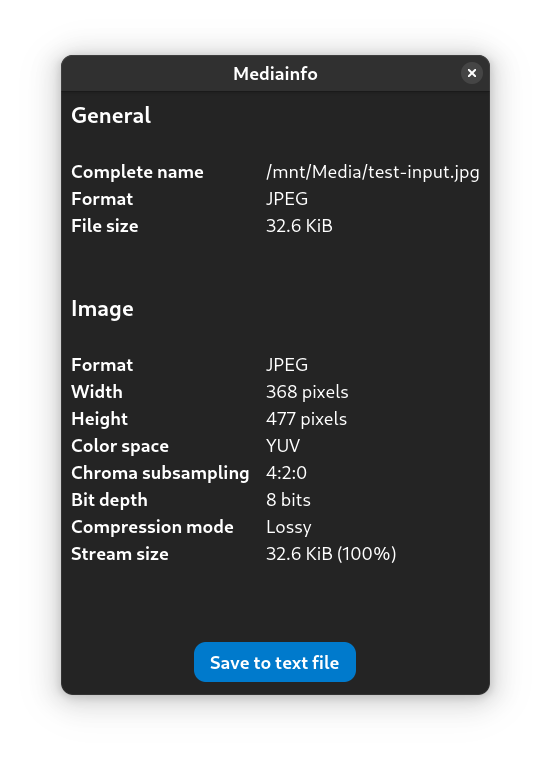 Mediainfo
General
Complete name /mnt/Media/test-input.jpg
Format JPEG
File size 32.6 KiB
Image
Format JPEG
Width 368 pixels
Height 477 pixels
Color space YUV
Chroma subsampling 4:2:0
Bit depth 8 bits
Compression mode Lossy
Stream size 32.6 KiB (100%)
Save to text file